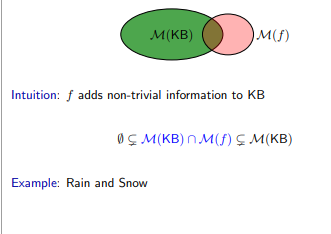 M(KB) M(f)
Intuition: f adds non-trivial information to KB
∅ ⊊ M(KB) ∩ M(f) ⊊ M(KB)
Example: Rain and Snow